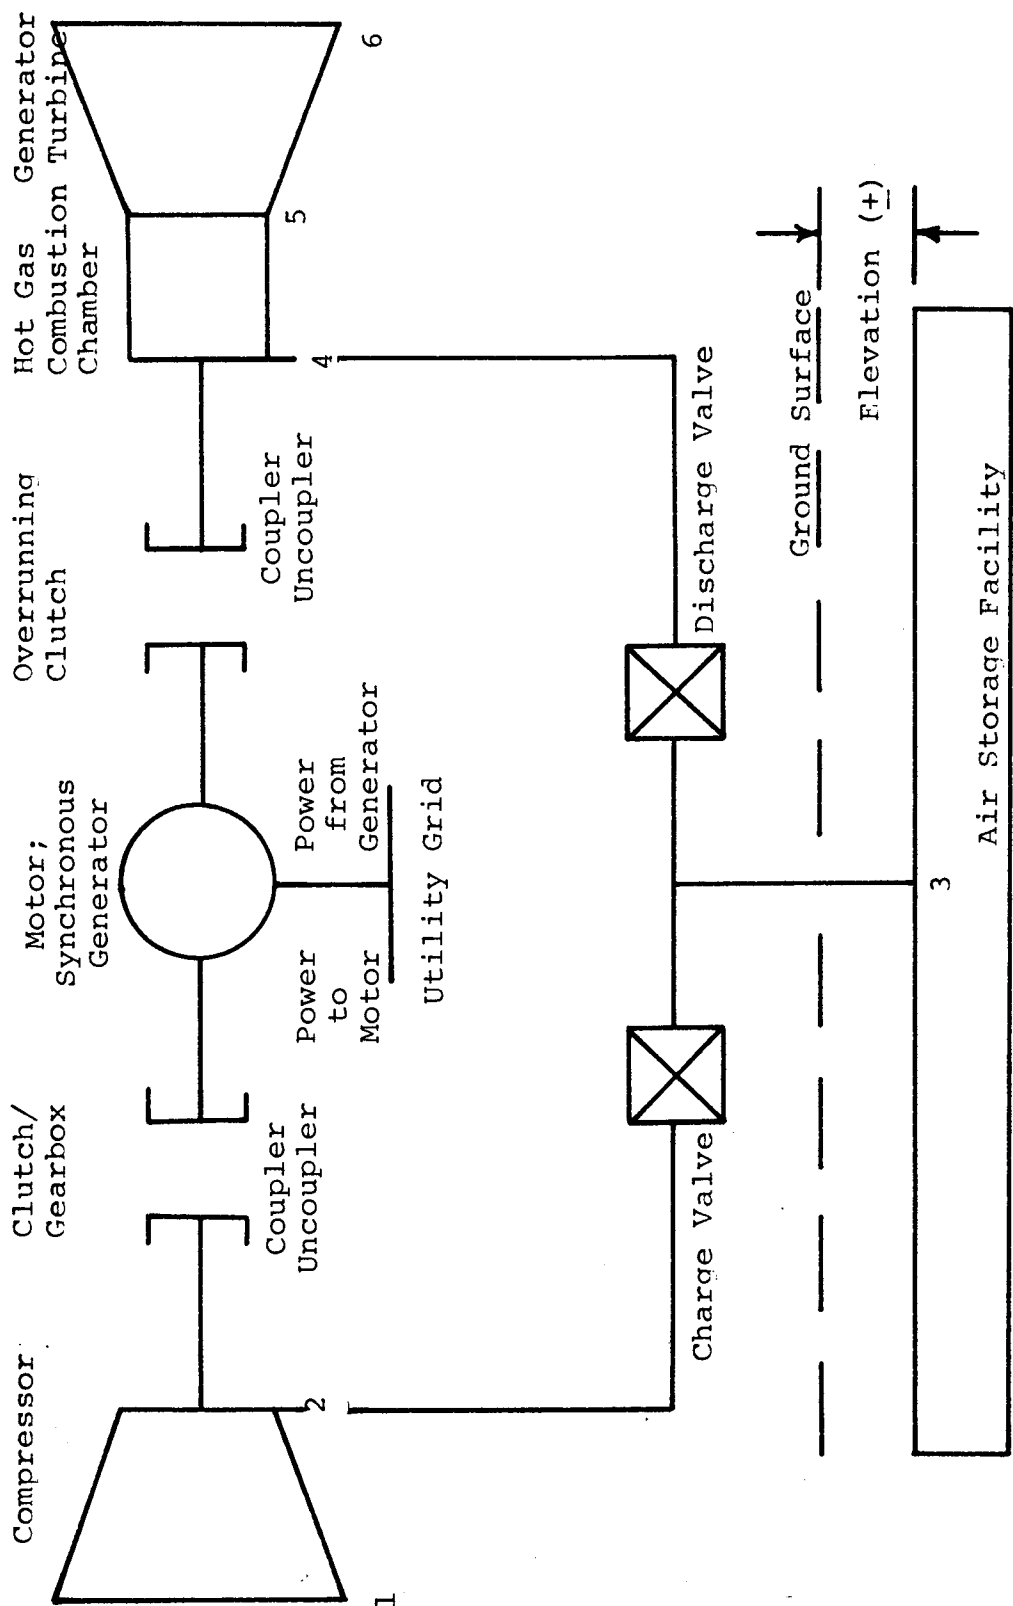 Compressor
Clutch/
Gearbox
Motor;
Synchronous
Generator
Overrunning
Clutch
Hot Gas Generator
Combustion Turbine
Chamber
1
2
Coupler
Uncoupler
Power
to
Motor
Power
from
Generator
Utility Grid
Coupler
Uncoupler
4
5
6
Charge Valve
Discharge Valve
Ground Surface
Elevation (±)
3
Air Storage Facility